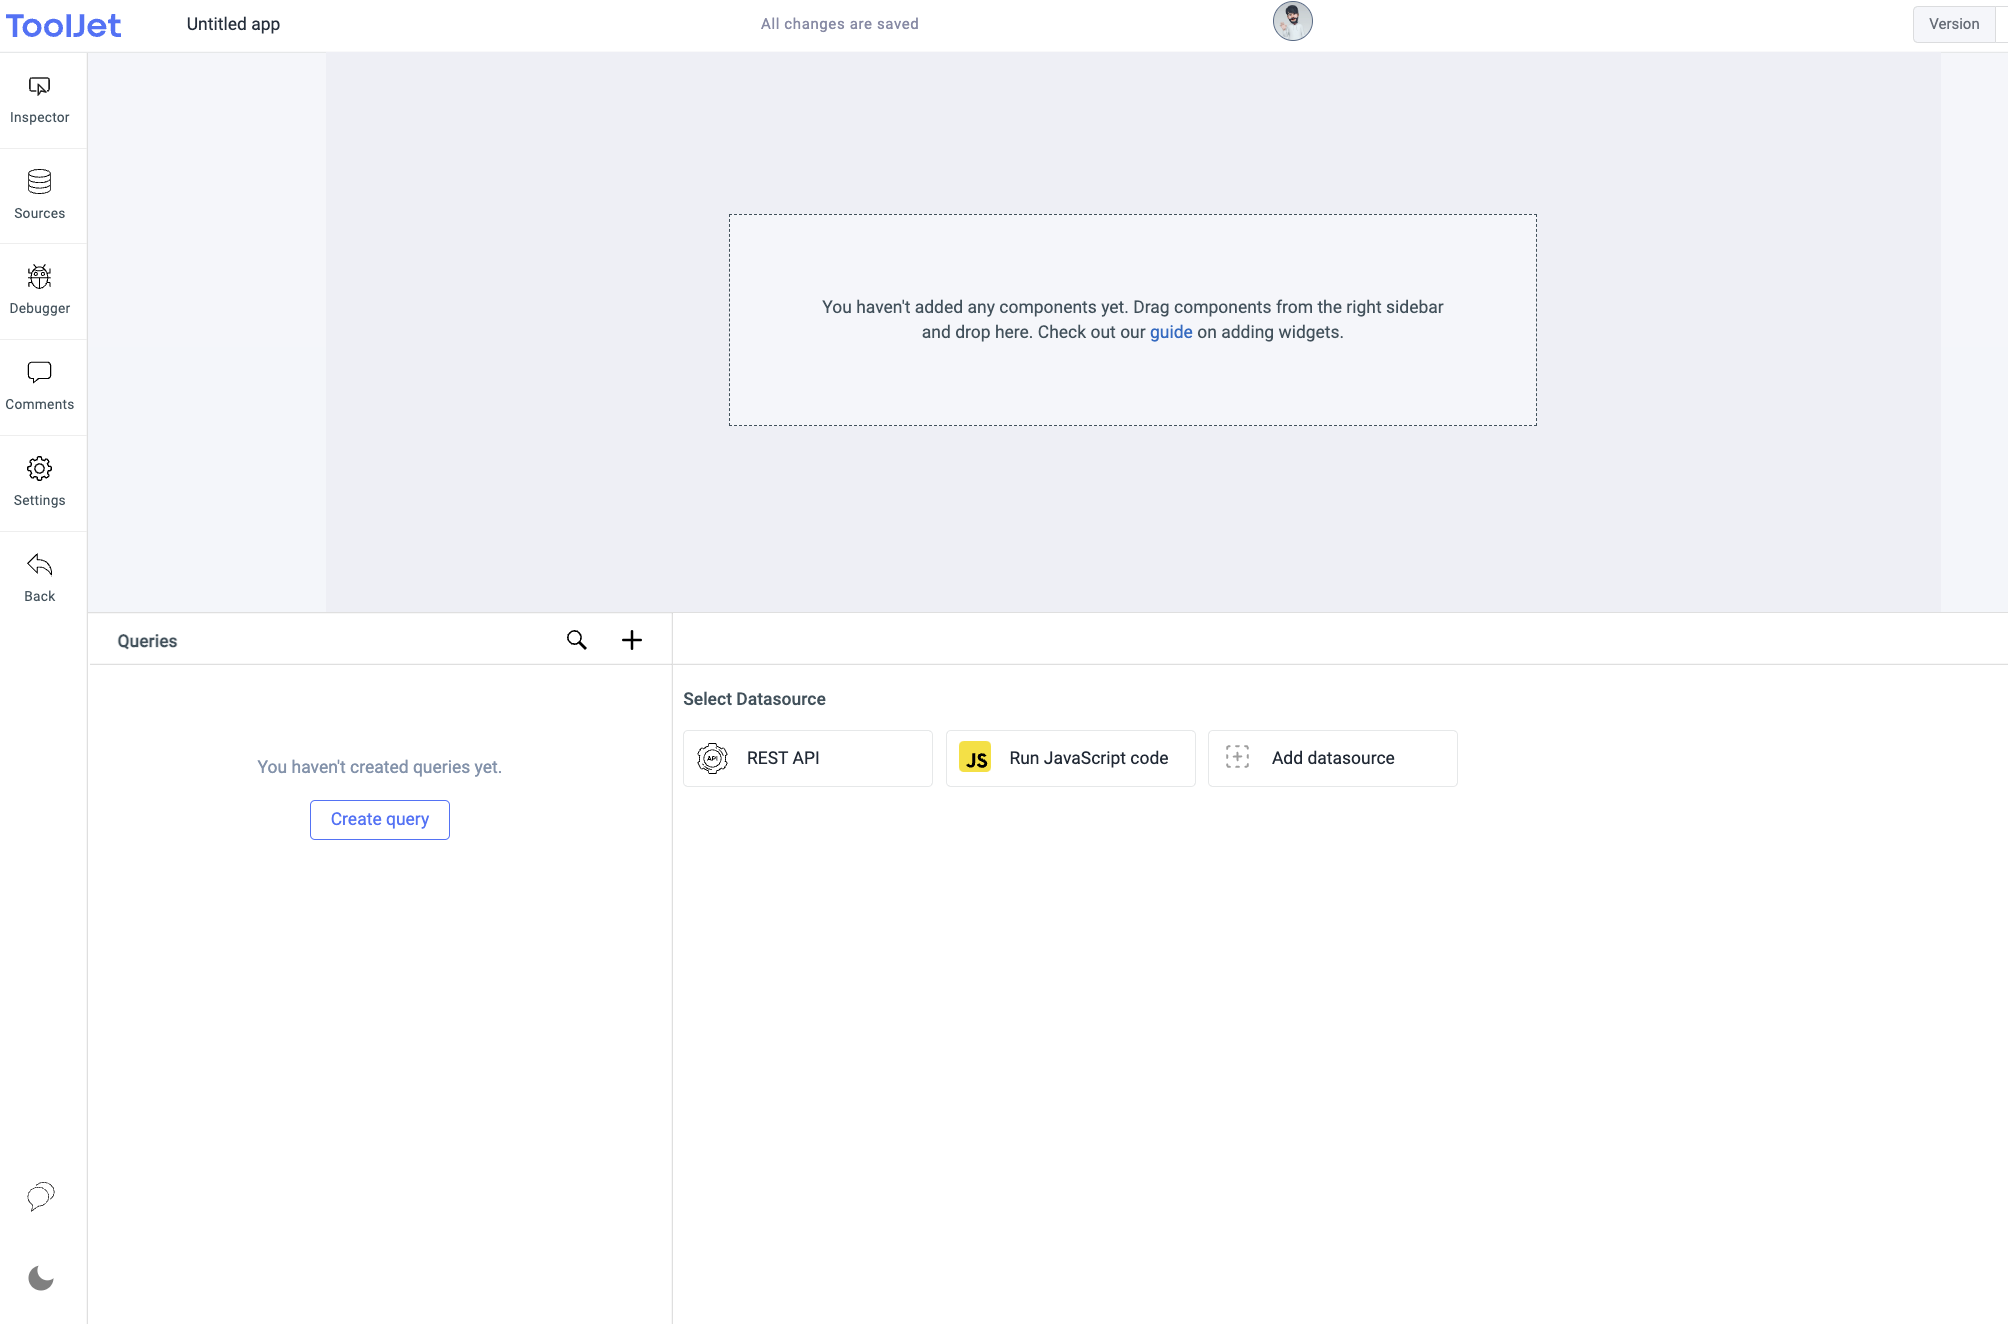 ToolJet
Untitled app
All changes are saved
Version
Inspector
Sources
Debugger
Comments
Settings
Back
You haven't added any components yet. Drag components from the right sidebar
and drop here. Check out our guide on adding widgets.
Queries
You haven't created queries yet.
Create query
Select Datasource
API
REST API
JS
Run JavaScript code
Add datasource